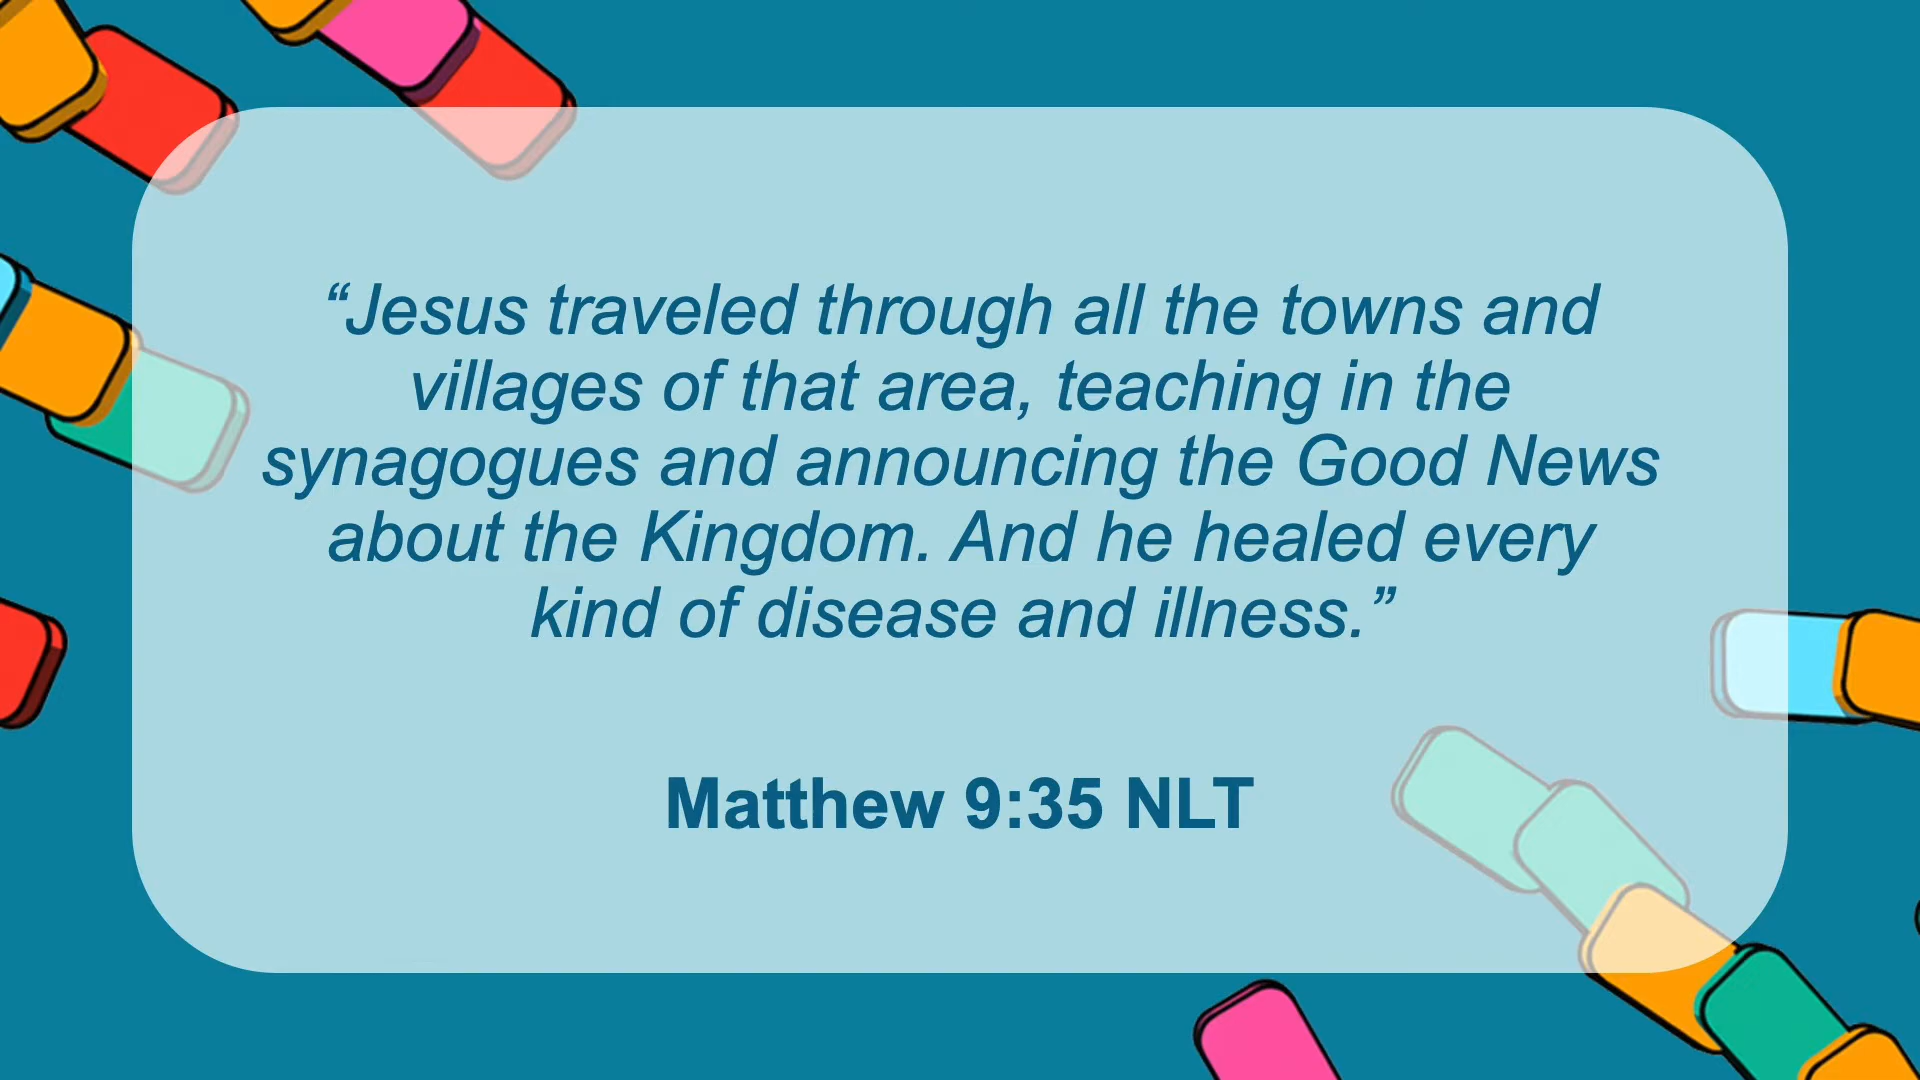 “Jesus traveled through all the towns and
villages of that area, teaching in the
synagogues and announcing the Good News
about the Kingdom. And he healed every
kind of disease and illness.”
Matthew 9:35 NLT